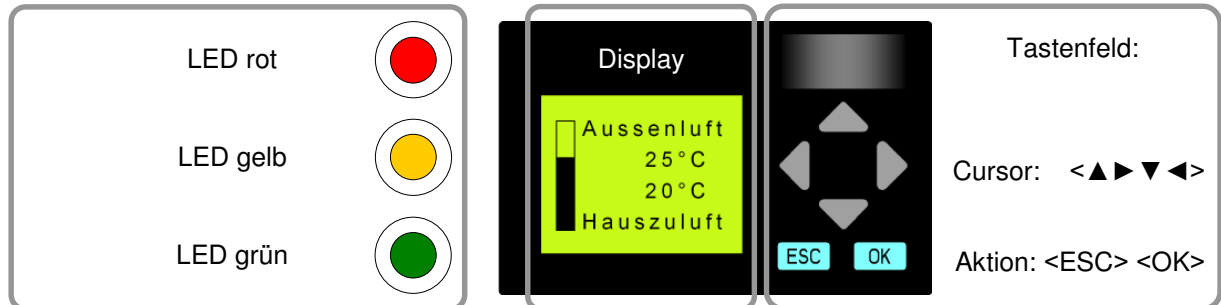 LED rot
LED gelb
LED grün
Display
Aussenluft
25°C
20°C
Hauszuluft
ESC OK
Tastenfeld:
Cursor: <▲►▼◄>
Aktion: <ESC> <OK>